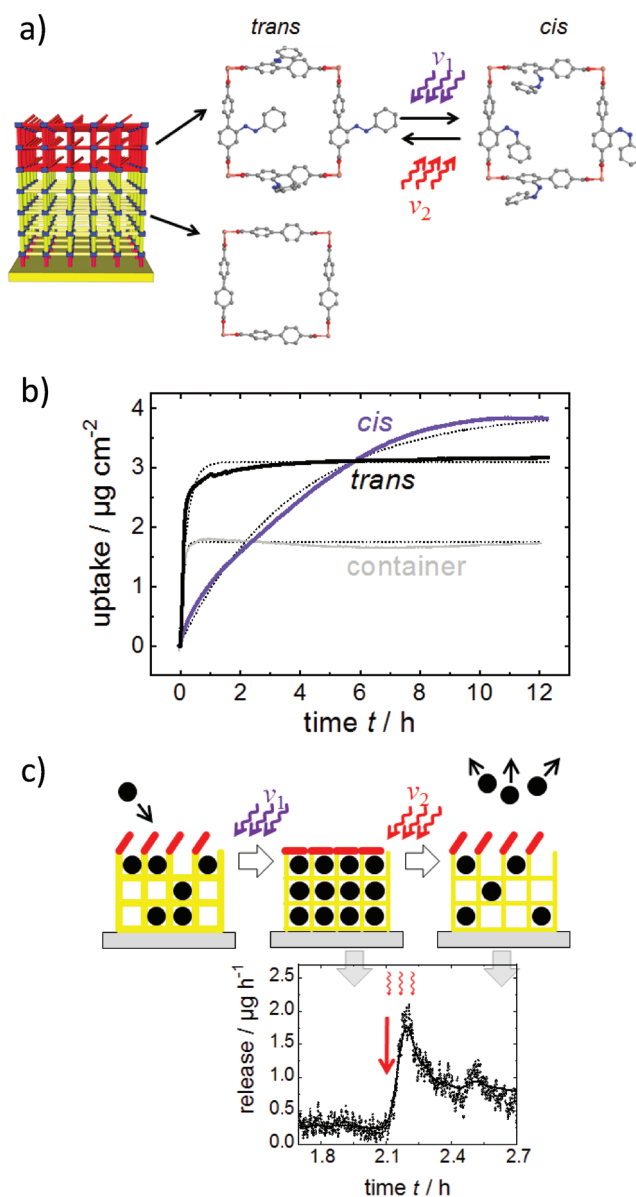 a)
trans
cis
v1
v2
b)
uptake / µg cm⁻²
4
3
2
1
0
cis
trans
container
0 2 4 6 8 10 12
time t / h
c)
v1
v2
release / µg h⁻¹
2.5
2.0
1.5
1.0
0.5
0.0
1.8 2.1 2.4 2.7
time t / h